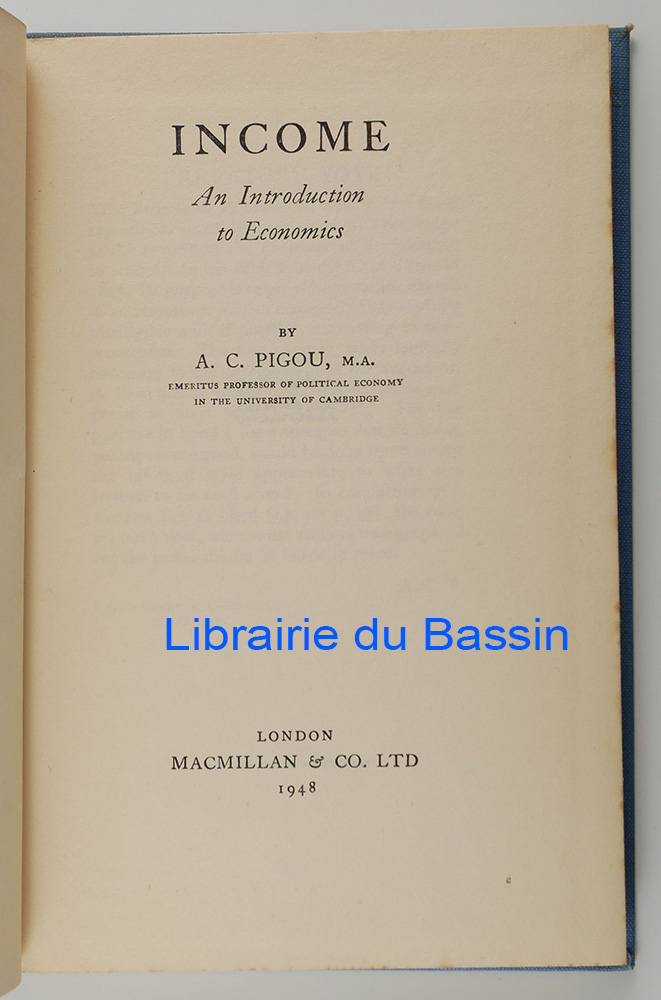 INCOME
An Introduction
to Economics
BY
A. C. PIGOU, M.A.
EMERITUS PROFESSOR OF POLITICAL ECONOMY
IN THE UNIVERSITY OF CAMBRIDGE
Librairie du Bassin
LONDON
MACMILLAN & CO. LTD
1948